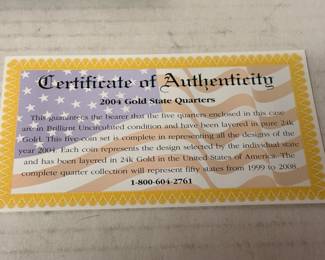 Certificate of Authenticity
2004 Gold State Quarters
This guarantees the bearer that the five quarters enclosed in this case
are in Brilliant Uncirculated condition and have been layered in pure 24k
Gold. This five-coin set is complete in representing all the designs of the
year 2004. Each coin represents the design selected by the individual state
and has been layered in 24k Gold in the United States of America. The
complete quarter collection will represent fifty states from 1999 to 2008
1-800-604-2761